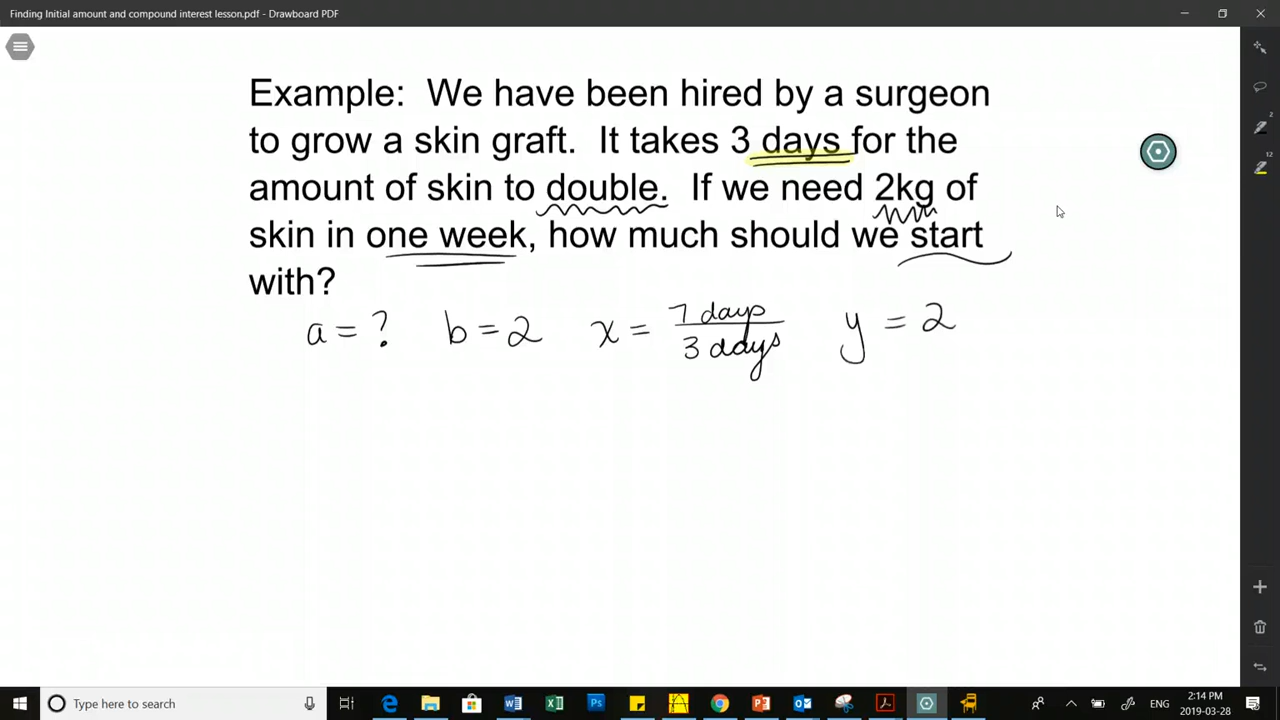 Finding Initial amount and compound interest lesson.pdf - Drawboard PDF
Example: We have been hired by a surgeon
to grow a skin graft. It takes 3 days for the
amount of skin to double. If we need 2kg of
skin in one week, how much should we start
with?
a = ? b = 2 x = 7 days / 3 days y = 2
2
12
Type here to search
ENG
2:14 PM
2019-03-28